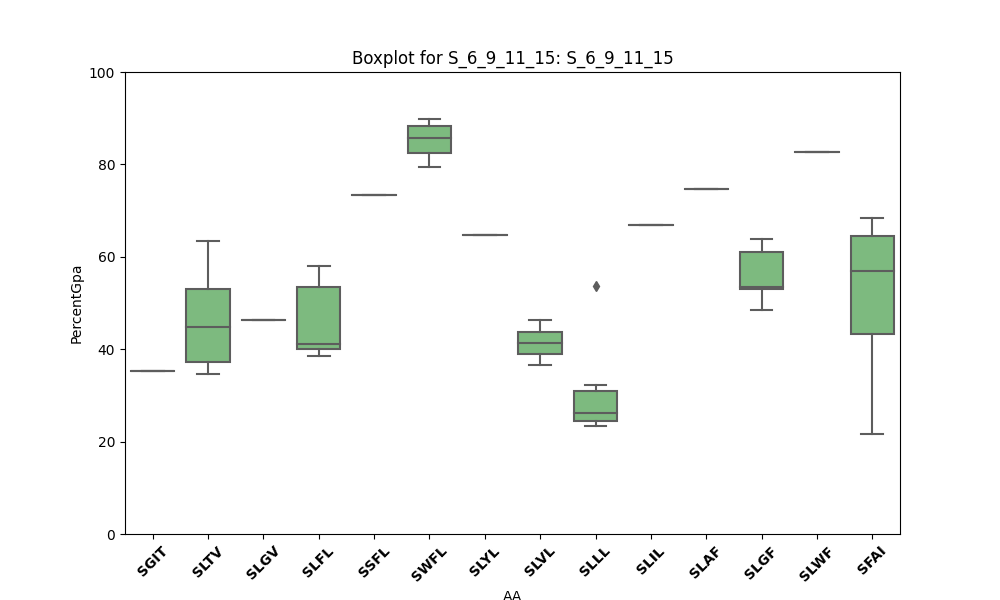 Boxplot for S_6_9_11_15: S_6_9_11_15
100
80
60
40
20
0
PercentGpa
SGIT SLTV SLGV SLFL SSFL SWFL SLYL SLVL SLLL SLIL SLAF SLGF SLWF SFAI
AA